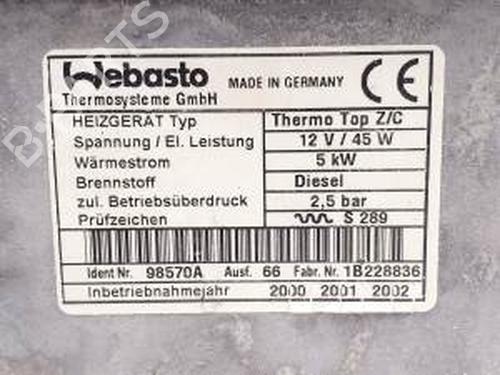 Webasto MADE IN GERMANY CE
Thermosysteme GmbH
HEIZGERÄT Typ Thermo Top Z/C
Spannung / El. Leistung 12 V / 45 W
Wärmestrom 5 kW
Brennstoff Diesel
zul. Betriebsüberdruck 2,5 bar
Prüfzeichen S 289
Ident Nr. 98570A Ausf. 66 Fabr. Nr. 1B228836
Inbetriebnahmejahr 2000 2001 2002